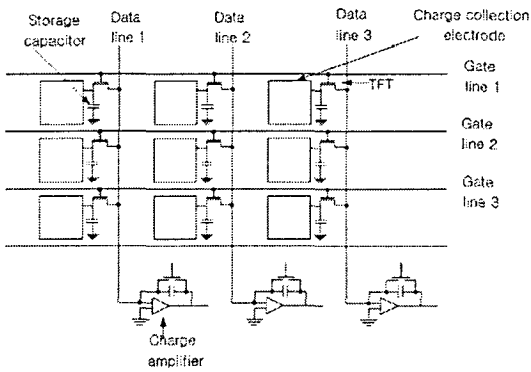 Storage
capacitor
Data
line 1
Data
line 2
Data
line 3
Charge collection
electrode
TFT
Gate
line 1
Gate
line 2
Gate
line 3
Charge
amplifier